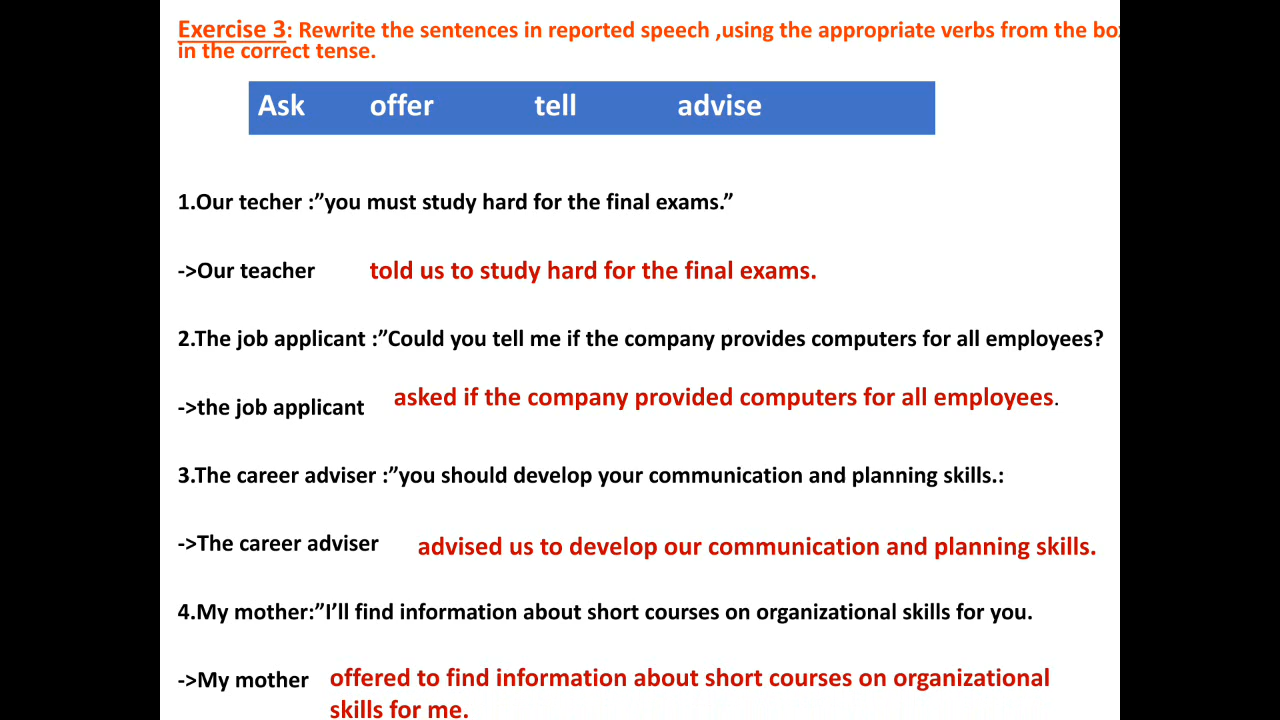 Exercise 3: Rewrite the sentences in reported speech ,using the appropriate verbs from the
in the correct tense.
Ask offer tell advise
1.Our techer :”you must study hard for the final exams.”
->Our teacher told us to study hard for the final exams.
2.The job applicant :”Could you tell me if the company provides computers for all employees?
->the job applicant asked if the company provided computers for all employees.
3.The career adviser :”you should develop your communication and planning skills.:
->The career adviser advised us to develop our communication and planning skills.
4.My mother:”I’ll find information about short courses on organizational skills for you.
->My mother offered to find information about short courses on organizational
skills for me.